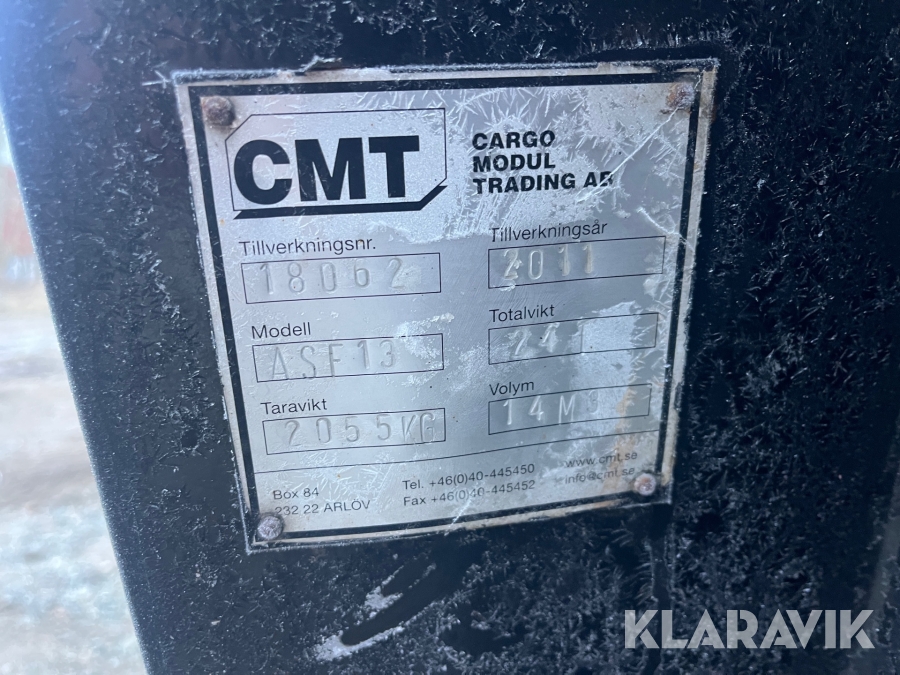 CMT
CARGO
MODUL
TRADING AB
Tillverkningsnr.
18062
Tillverkningsår
2011
Modell
ASF13
Totalvikt
Taravikt
2055KG
Volym
14M3
Box 84
232 22 ARLÖV
Tel. +46(0)40-445450
Fax +46(0)40-445452
www.cmt.se
info@cmt.se
KLARAVIK